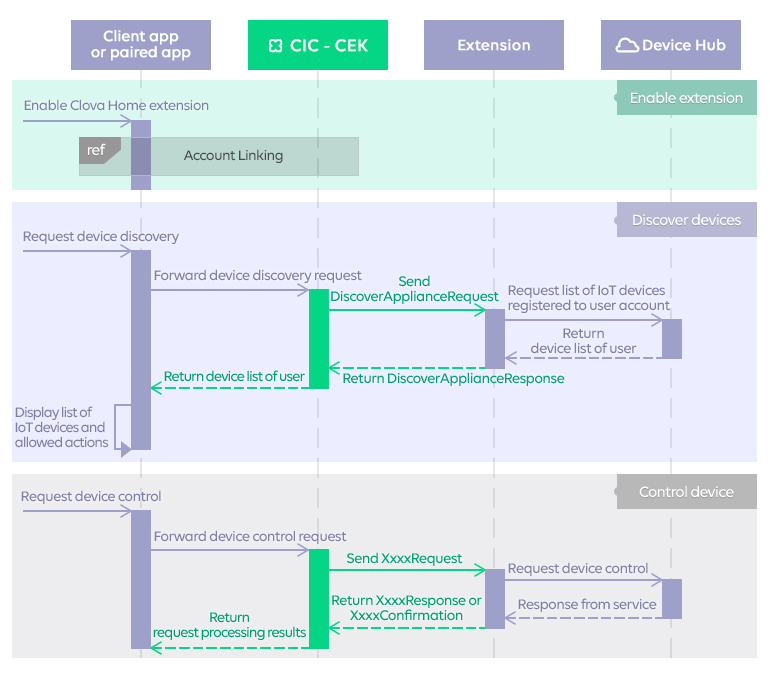 Client app
or paired app
CIC - CEK
Extension
Device Hub
Enable extension
Enable Clova Home extension
ref
Account Linking
Discover devices
Request device discovery
Forward device discovery request
Send
DiscoverApplianceRequest
Request list of IoT devices
registered to user account
Return
device list of user
Return device list of user
Return DiscoverApplianceResponse
Display list of
IoT devices and
allowed actions
Control device
Request device control
Forward device control request
Send XxxxRequest
Request device control
Return XxxxResponse or
XxxxConfirmation
Response from service
Return
request processing results